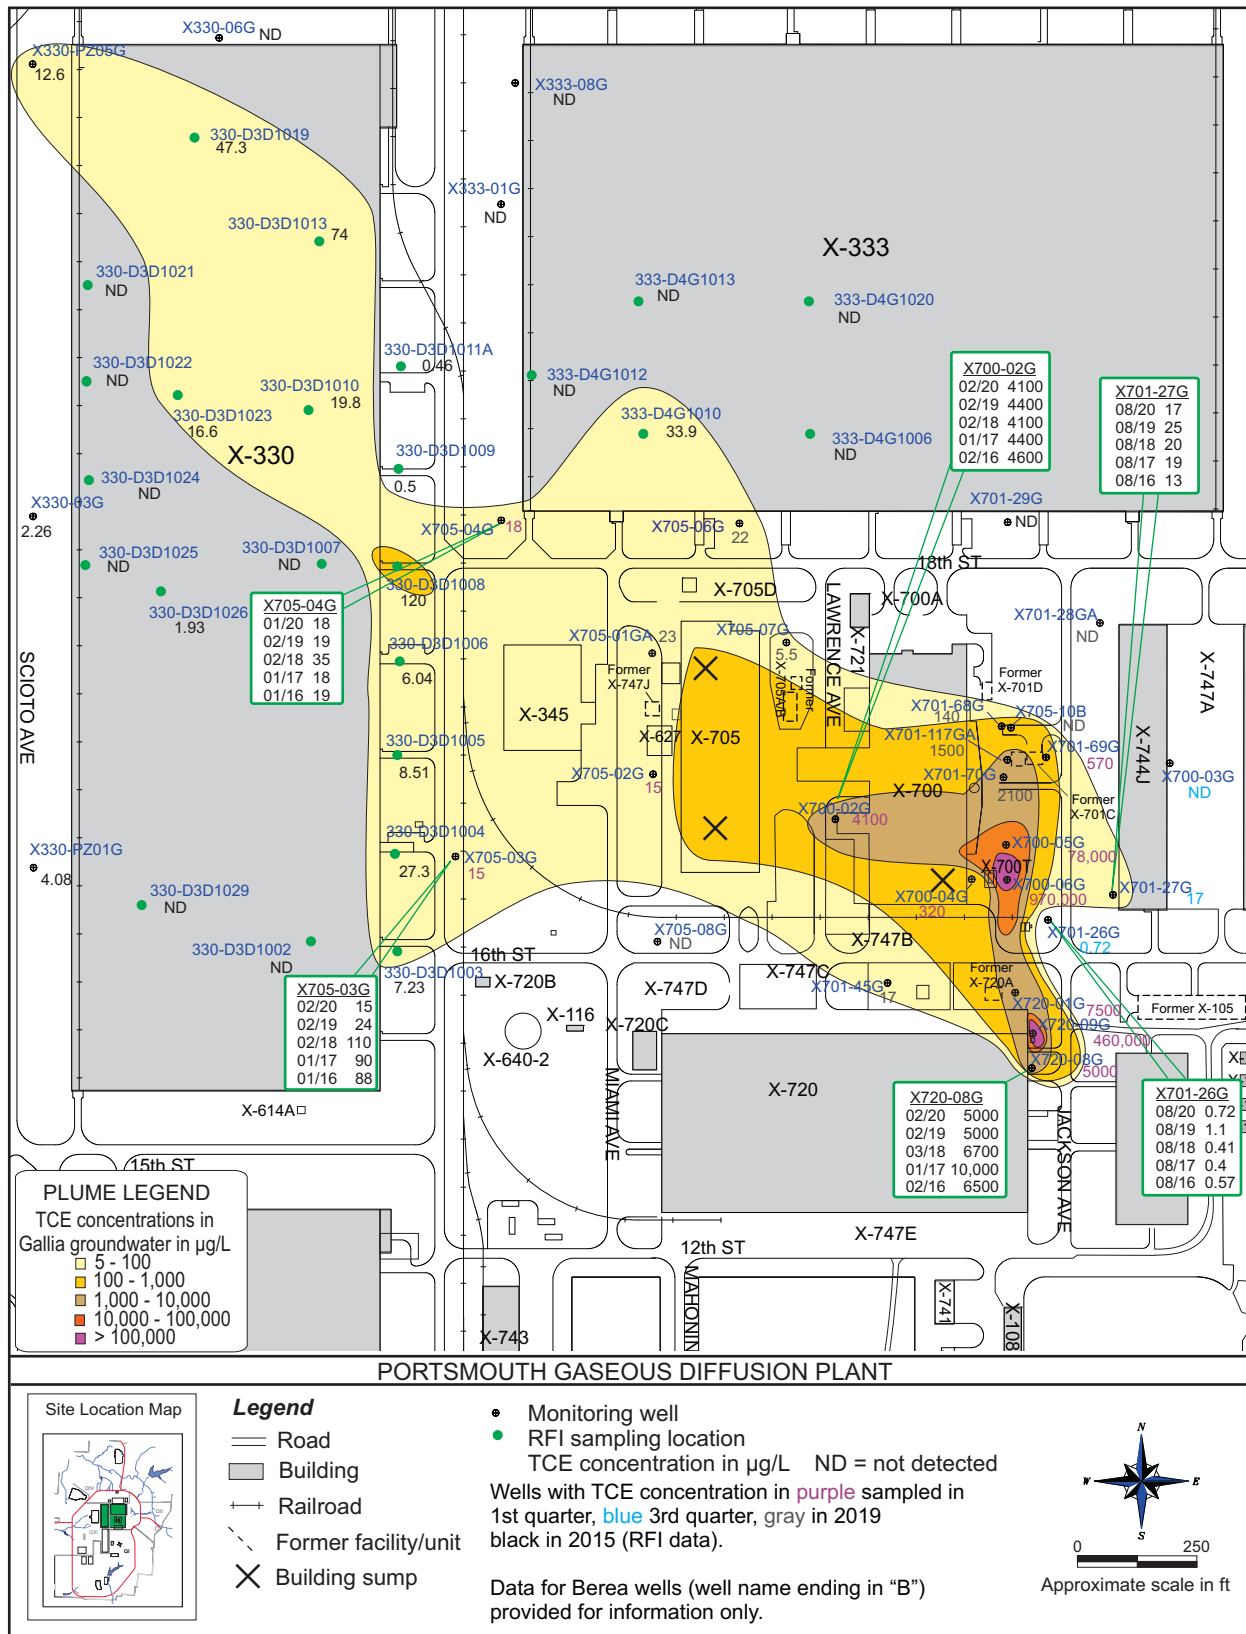 X330-06G
ND
X330-PZ05G
12.6
X333-08G
ND
330-D3D1019
47.3
X333-01G
ND
330-D3D1013
74
X-333
330-D3D1021
ND
333-D4G1013
ND
333-D4G1020
ND
330-D3D1011A
0.46
330-D3D1022
ND
333-D4G1012
ND
330-D3D1010
19.8
330-D3D1023
16.6
333-D4G1010
33.9
333-D4G1006
ND
X-330
X700-02G
02/20 4100
02/19 4400
02/18 4100
01/17 4400
02/16 4600
X701-27G
08/20 17
08/19 25
08/18 20
08/17 19
08/16 13
330-D3D1009
0.5
330-D3D1024
ND
X330-03G
2.26
X701-29G
ND
X705-04G
18
X705-06G
22
330-D3D1025
ND
330-D3D1007
ND
18th ST
330-D3D1008
120
330-D3D1026
1.93
X705-04G
01/20 18
02/19 19
02/18 35
01/17 18
01/16 19
X-705D
LAWRENCE AVE
X-700A
X-721
X701-28GA
ND
X705-01GA
23
X705-07G
5.5
330-D3D1006
6.04
SCIOTO AVE
Former
X-747J
Former
X-705A/B
Former
X-701D
X-747A
X-345
X-627
X-705
X701-68G
140
X705-10B
ND
X701-117GA
1500
X701-69G
570
X-744J
330-D3D1005
8.51
X705-02G
15
X701-70G
2100
X700-03G
ND
X-700
Former
X-701C
X700-02G
4100
330-D3D1004
27.3
X705-03G
15
X330-PZ01G
4.08
X700-05G
78,000
X-700T
X700-06G
970,000
X700-04G
320
X701-27G
17
330-D3D1029
ND
X701-26G
0.72
330-D3D1002
ND
X705-08G
ND
X-747B
16th ST
330-D3D1003
7.23
X-720B
X-747D
X-747C
X701-45G
17
Former
X-720A
X705-03G
02/20 15
02/19 24
02/18 110
01/17 90
01/16 88
X720-01G
7500
Former X-105
X-116
X-720C
X720-09G
460,000
X-640-2
X720-08G
5000
X-720
X720-08G
02/20 5000
02/19 5000
03/18 6700
01/17 10,000
02/16 6500
X701-26G
08/20 0.72
08/19 1.1
08/18 0.41
08/17 0.4
08/16 0.57
X-614A
MIAMI AVE
JACKSON AVE
15th ST
X-747E
12th ST
MAHONIN
X-741
X-108
X-743
PLUME LEGEND
TCE concentrations in
Gallia groundwater in µg/L
5 - 100
100 - 1,000
1,000 - 10,000
10,000 - 100,000
> 100,000
PORTSMOUTH GASEOUS DIFFUSION PLANT
Site Location Map
Legend
Road
Building
Railroad
Former facility/unit
Building sump
Monitoring well
RFI sampling location
TCE concentration in µg/L ND = not detected
Wells with TCE concentration in purple sampled in
1st quarter, blue 3rd quarter, gray in 2019
black in 2015 (RFI data).
Data for Berea wells (well name ending in “B”)
provided for information only.
N
W
E
S
0 250
Approximate scale in ft